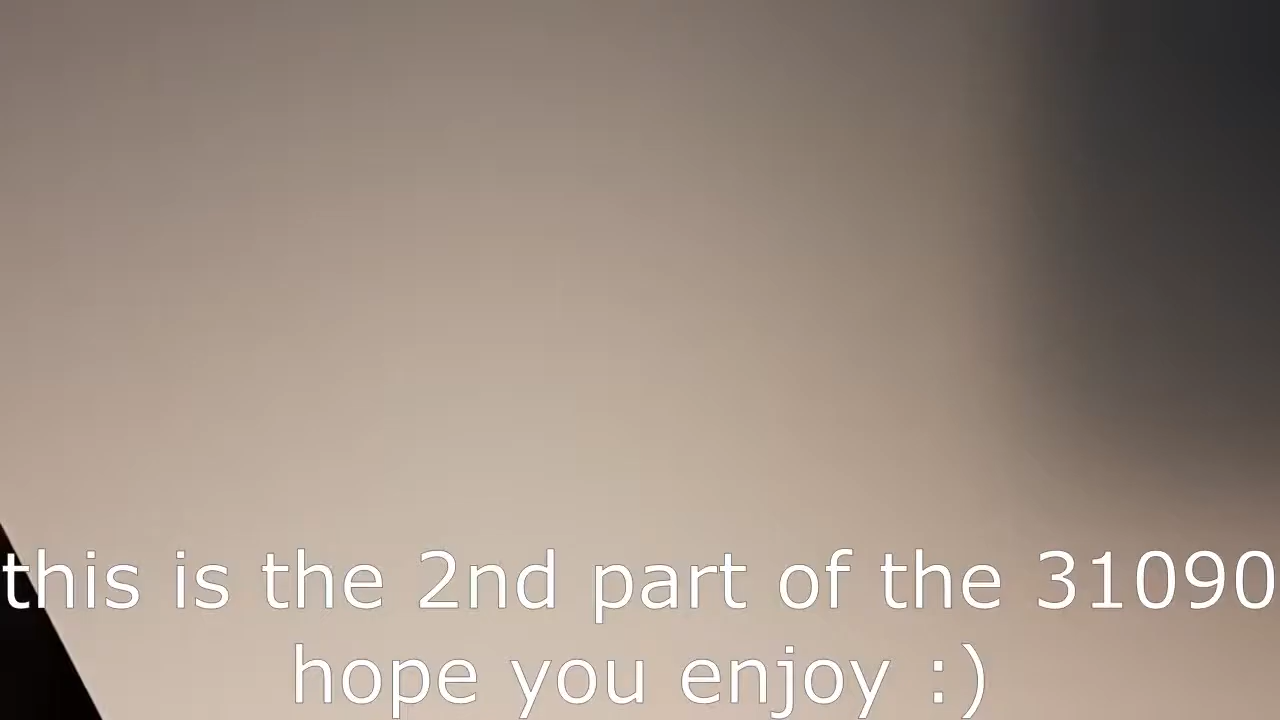 this is the 2nd part of the 31090
hope you enjoy :)